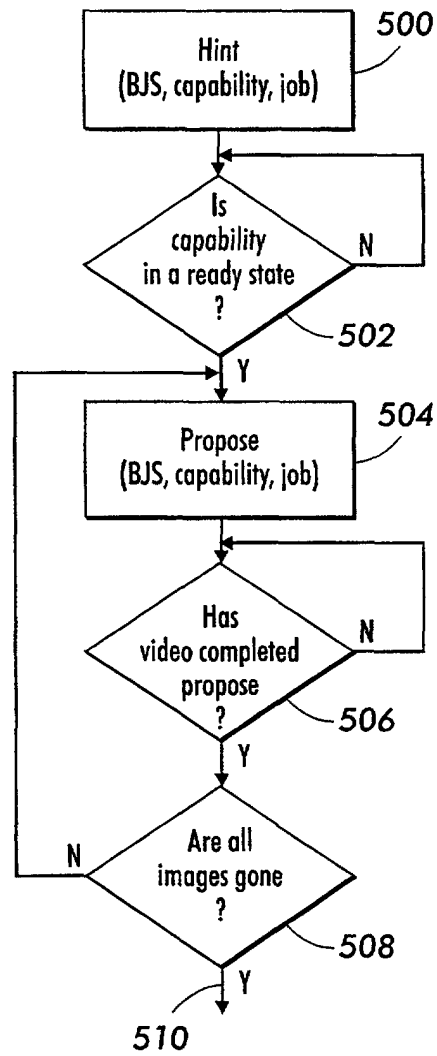 500
Hint
(BJS, capability, job)
Is
capability
in a ready state
?
N
502
Y
504
Propose
(BJS, capability, job)
Has
video completed
propose
?
N
506
Y
N
Are all
images gone
?
508
Y
510